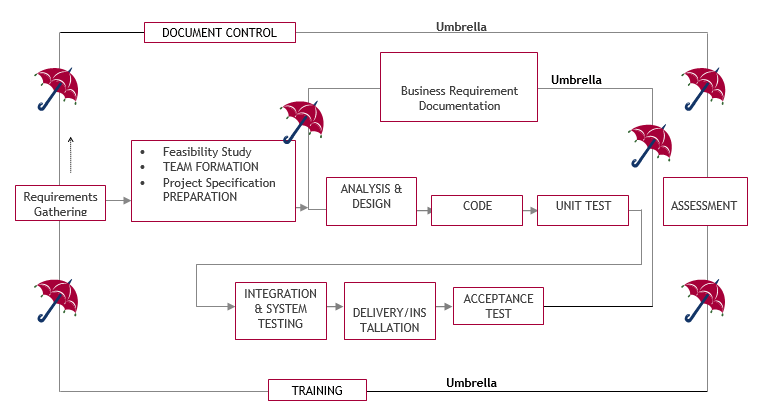 DOCUMENT CONTROL
Umbrella
Business Requirement
Documentation
Umbrella
• Feasibility Study
• TEAM FORMATION
• Project Specification
PREPARATION
Requirements
Gathering
ANALYSIS &
DESIGN
CODE
UNIT TEST
ASSESSMENT
INTEGRATION
& SYSTEM
TESTING
DELIVERY/INS
TALLATION
ACCEPTANCE
TEST
TRAINING
Umbrella